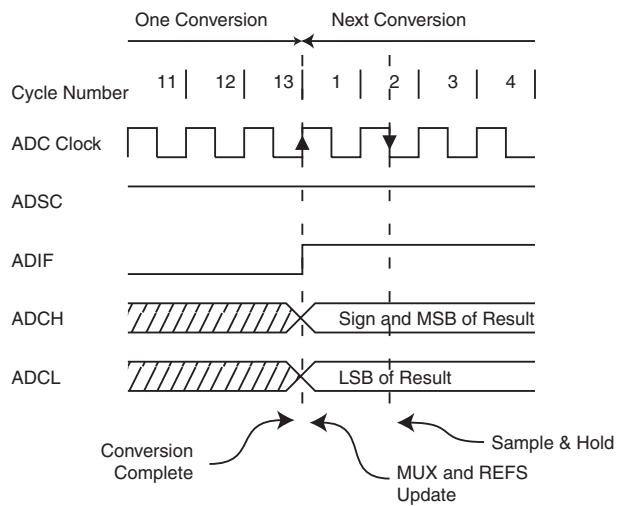 One Conversion Next Conversion
Cycle Number 11 12 13 1 2 3 4
ADC Clock
ADSC
ADIF
ADCH Sign and MSB of Result
ADCL LSB of Result
Conversion
Complete
MUX and REFS
Update
Sample & Hold